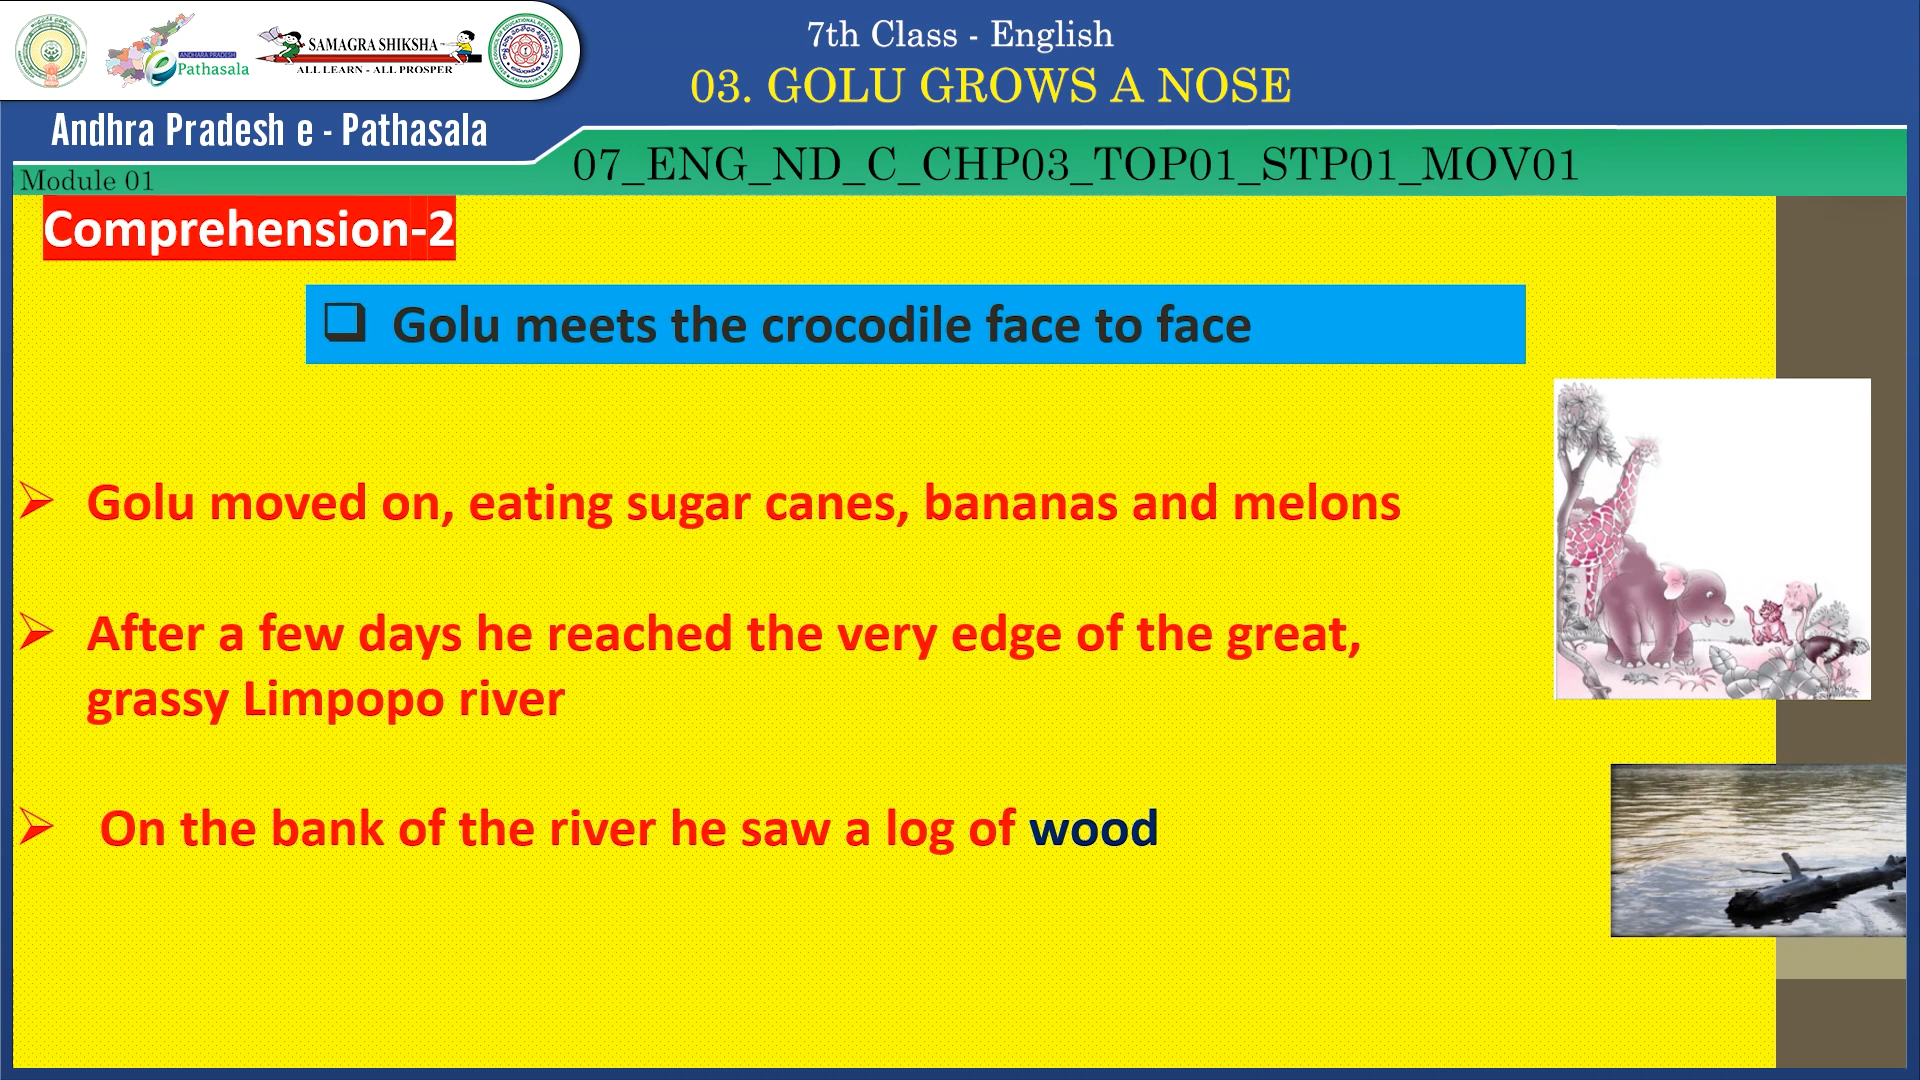 ANDHRA PRADESH
Pathasala
SAMAGRA SHIKSHA
ALL LEARN - ALL PROSPER
7th Class - English
03. GOLU GROWS A NOSE
Andhra Pradesh e - Pathasala
07_ENG_ND_C_CHP03_TOP01_STP01_MOV01
Module 01
Comprehension-2
❑ Golu meets the crocodile face to face
➢ Golu moved on, eating sugar canes, bananas and melons
➢ After a few days he reached the very edge of the great,
grassy Limpopo river
➢ On the bank of the river he saw a log of wood